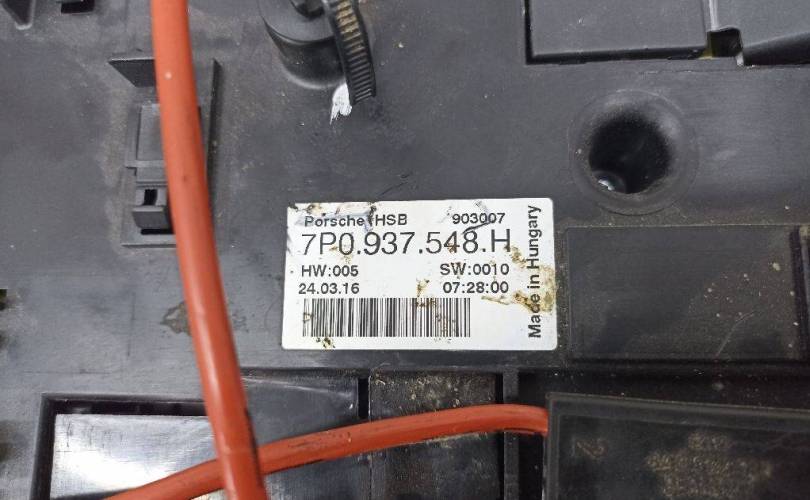 Porsche HSB 903007
7P0.937.548.H
HW:005 SW:0010
24.03.16 07:28:00
Made in Hungary
2